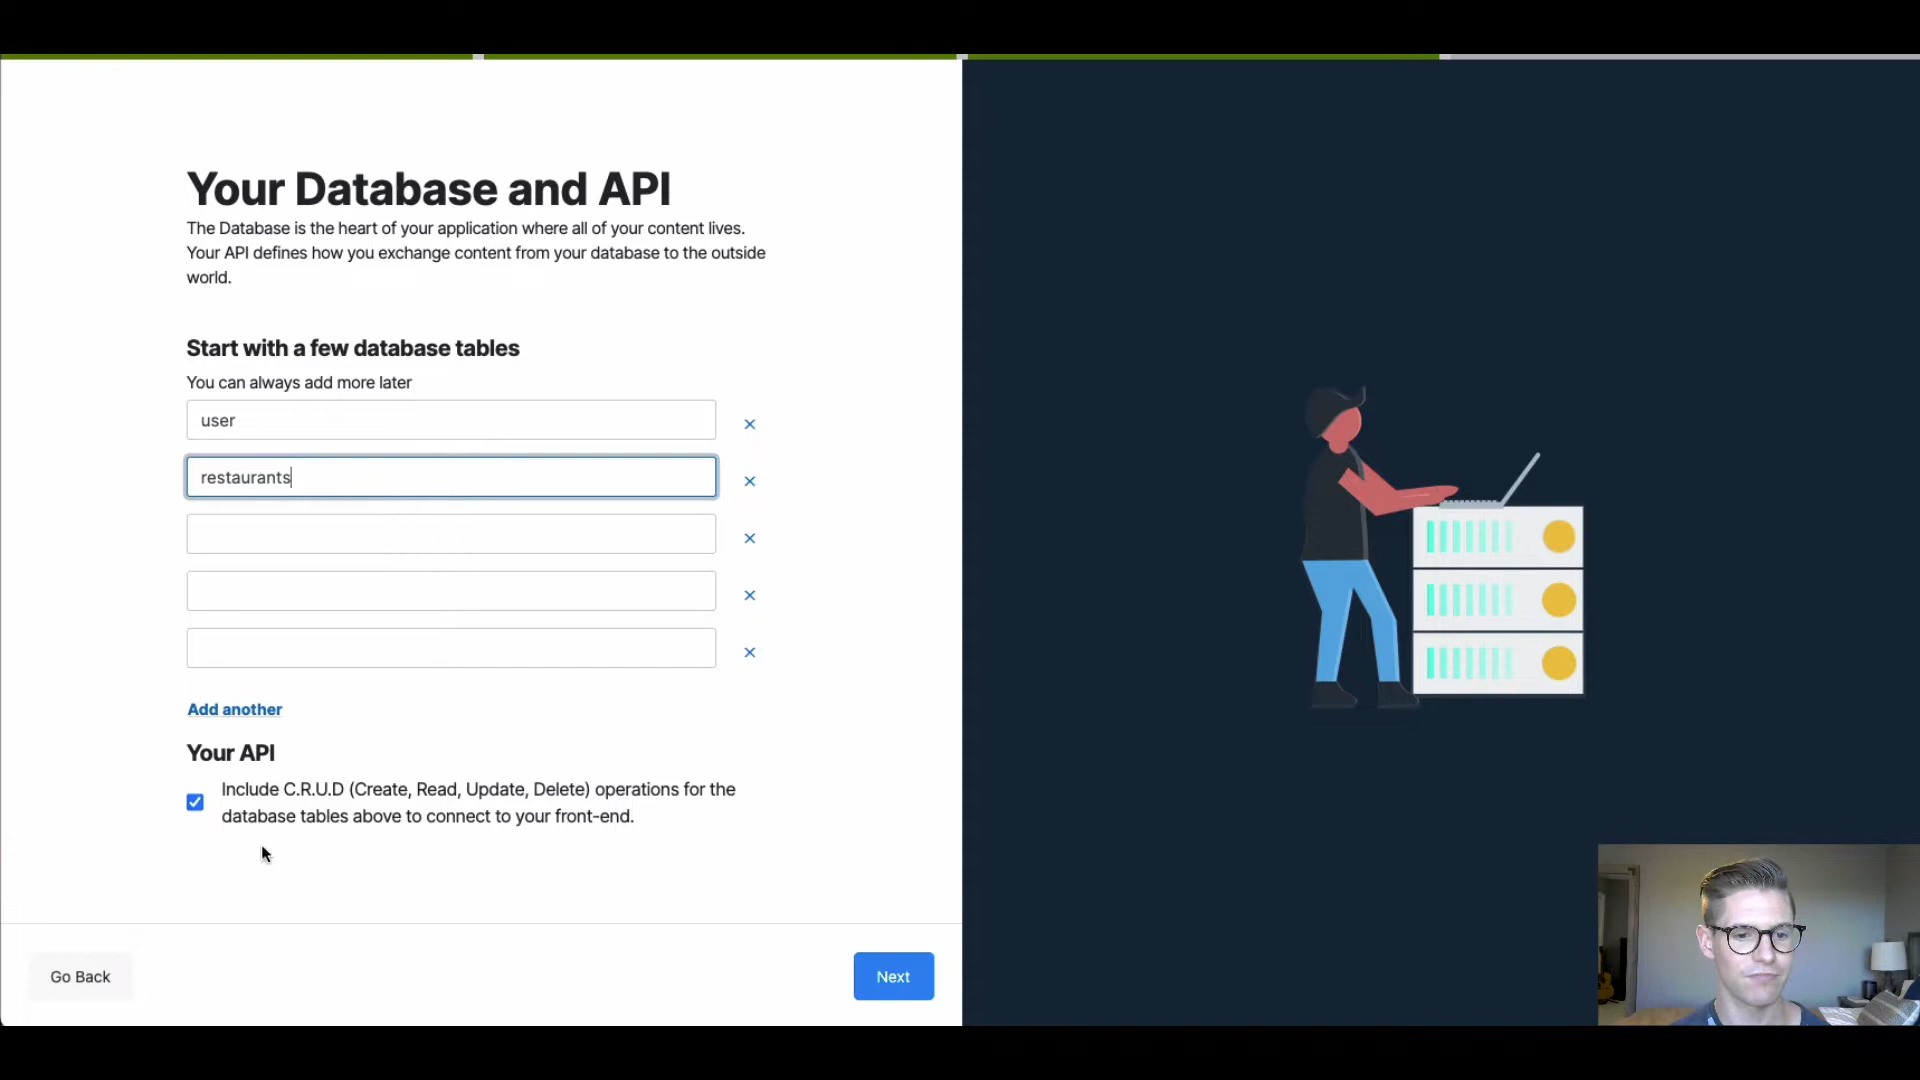 Your Database and API
The Database is the heart of your application where all of your content lives.
Your API defines how you exchange content from your database to the outside
world.
Start with a few database tables
You can always add more later
user
restaurants
Add another
Your API
Include C.R.U.D (Create, Read, Update, Delete) operations for the
database tables above to connect to your front-end.
Go Back
Next